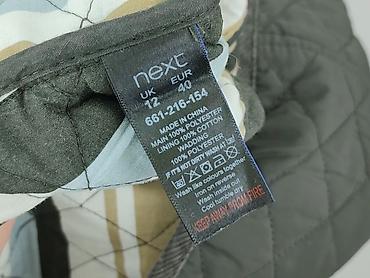 next
UK EUR
12 40
661-216-154
MADE IN CHINA
MAIN 100% POLYESTER
LINING 100% COTTON
WADDING
100% POLYESTER
IF IT'S NOT DIRTY WASH AT 30
Wash like colours together
Iron on reverse
Wash inside out
Cool tumble dry
KEEP AWAY FROM FIRE